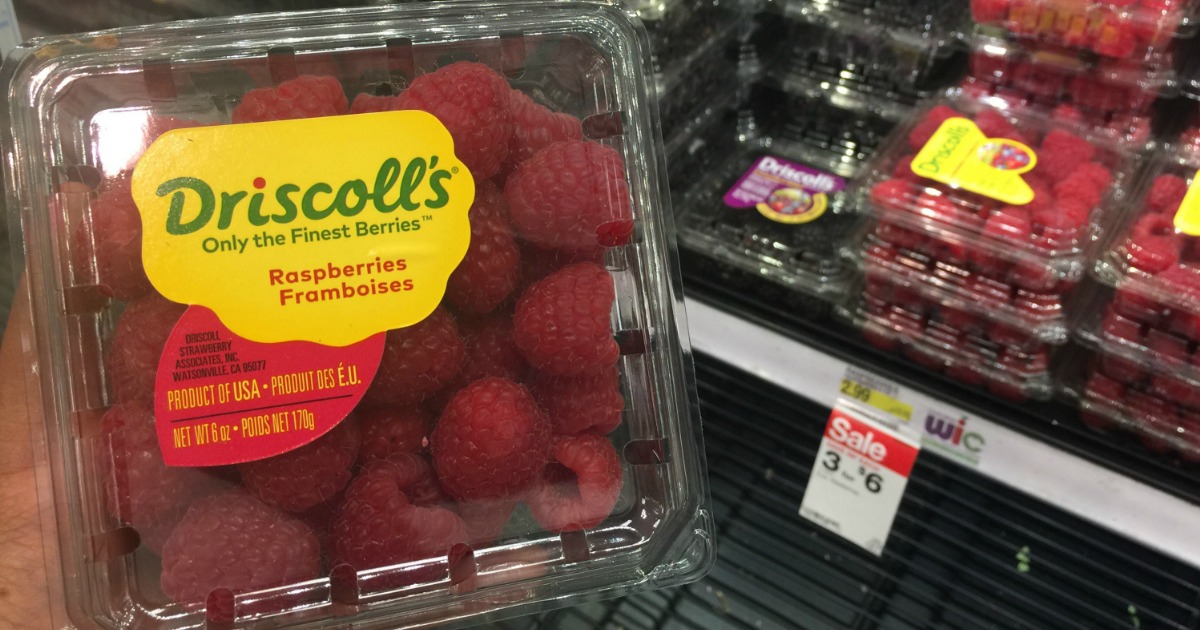 Driscoll's®
Only the Finest Berries™
Raspberries
Framboises
DRISCOLL
STRAWBERRY
ASSOCIATES, INC.
WATSONVILLE, CA 95077
PRODUCT OF USA • PRODUIT DES É.U.
NET WT 6 oz • POIDS NET 170g
Driscoll's
Driscoll's
2.99
wic
Sale
3 for $6